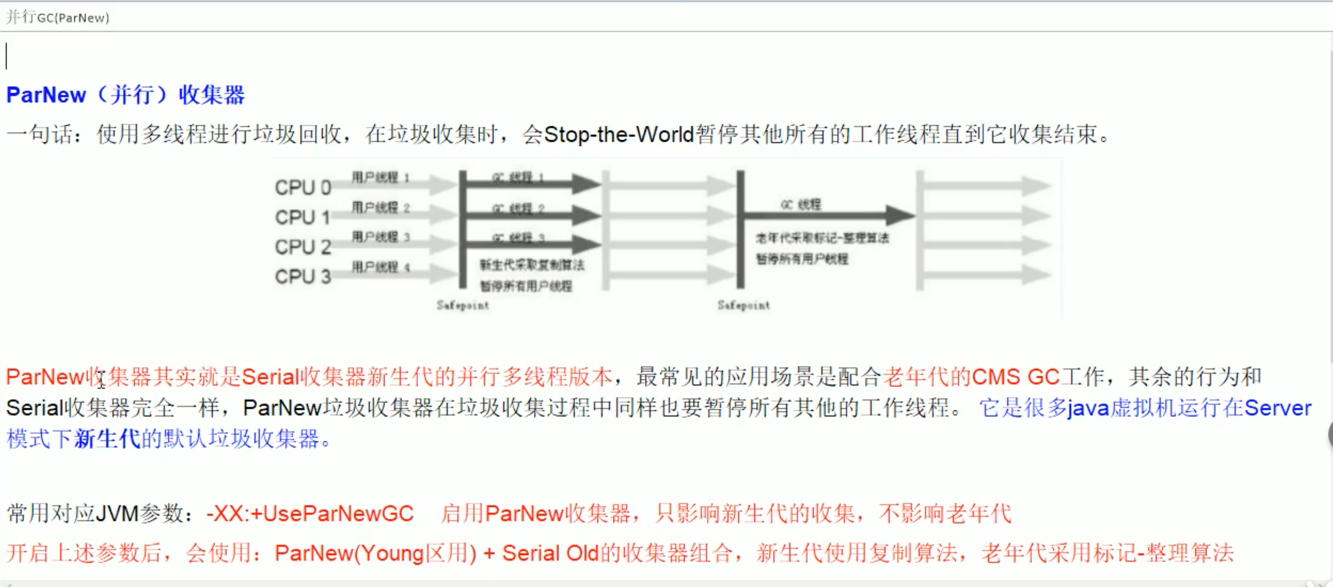 并行GC(ParNew)
ParNew（并行）收集器
一句话：使用多线程进行垃圾回收，在垃圾收集时，会Stop-the-World暂停其他所有的工作线程直到它收集结束。
CPU 0 用户线程 1 GC 线程 1
CPU 1 用户线程 2 GC 线程 2 GC 线程
CPU 2 用户线程 3 GC 线程 3 老年代采取标记-整理算法
CPU 3 用户线程 4 新生代采取复制算法 暂停所有用户线程
暂停所有用户线程
Safepoint Safepoint
ParNew收集器其实就是Serial收集器新生代的并行多线程版本，最常见的应用场景是配合老年代的CMS GC工作，其余的行为和
Serial收集器完全一样，ParNew垃圾收集器在垃圾收集过程中同样也要暂停所有其他的工作线程。 它是很多java虚拟机运行在Server
模式下新生代的默认垃圾收集器。
常用对应JVM参数：-XX:+UseParNewGC 启用ParNew收集器，只影响新生代的收集，不影响老年代
开启上述参数后，会使用：ParNew(Young区用) + Serial Old的收集器组合，新生代使用复制算法，老年代采用标记-整理算法